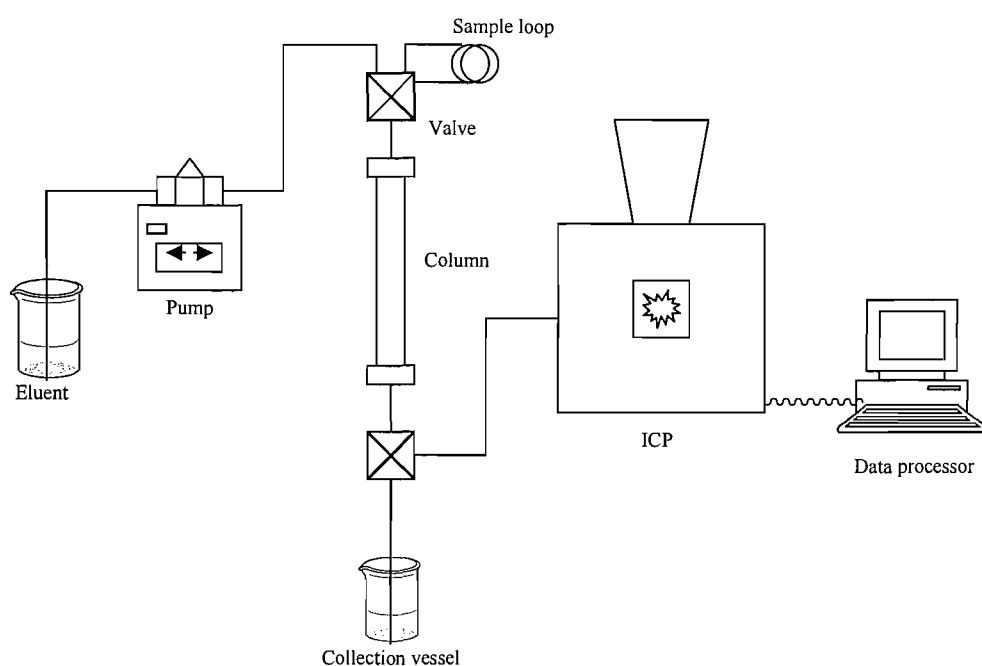 Sample loop
Valve
Column
Pump
Eluent
ICP
Data processor
Collection vessel